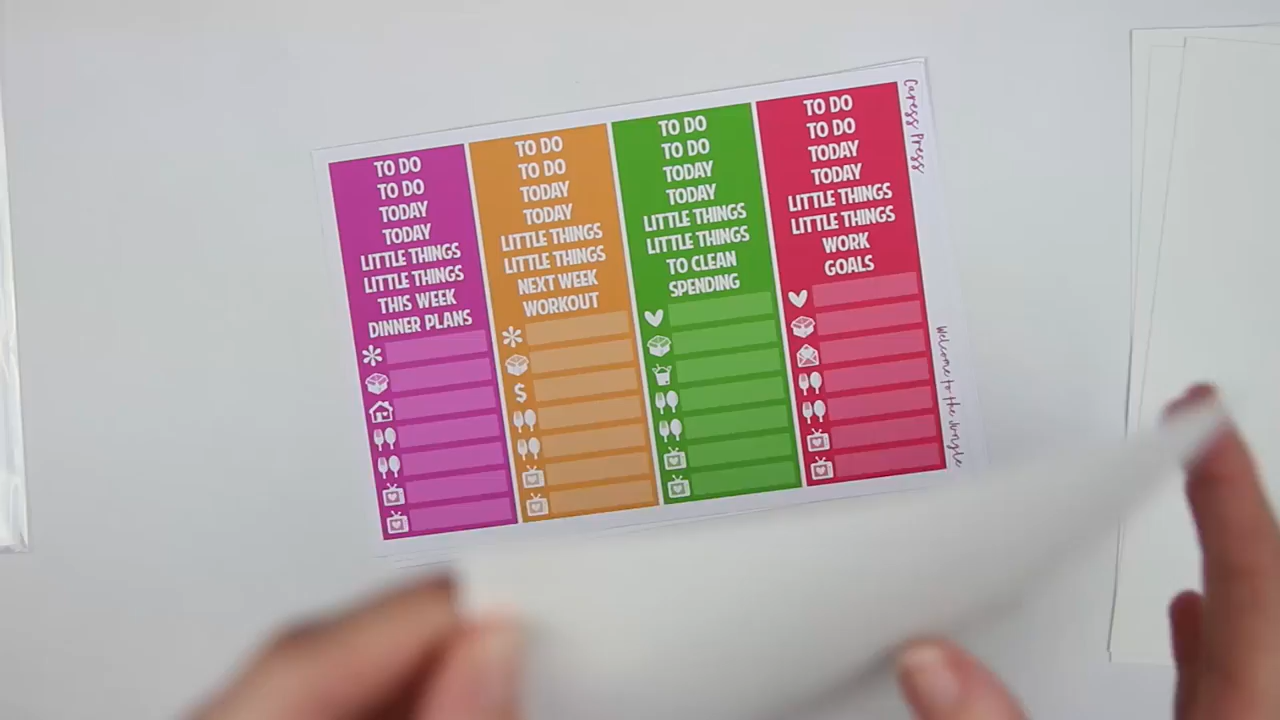 TO DO
TO DO
TODAY
TODAY
LITTLE THINGS
LITTLE THINGS
THIS WEEK
DINNER PLANS
TO DO
TO DO
TODAY
TODAY
LITTLE THINGS
LITTLE THINGS
NEXT WEEK
WORKOUT
$
TO DO
TO DO
TODAY
TODAY
LITTLE THINGS
LITTLE THINGS
TO CLEAN
SPENDING
TO DO
TO DO
TODAY
TODAY
LITTLE THINGS
LITTLE THINGS
WORK
GOALS
Caress Press
Welcome to the Jungle